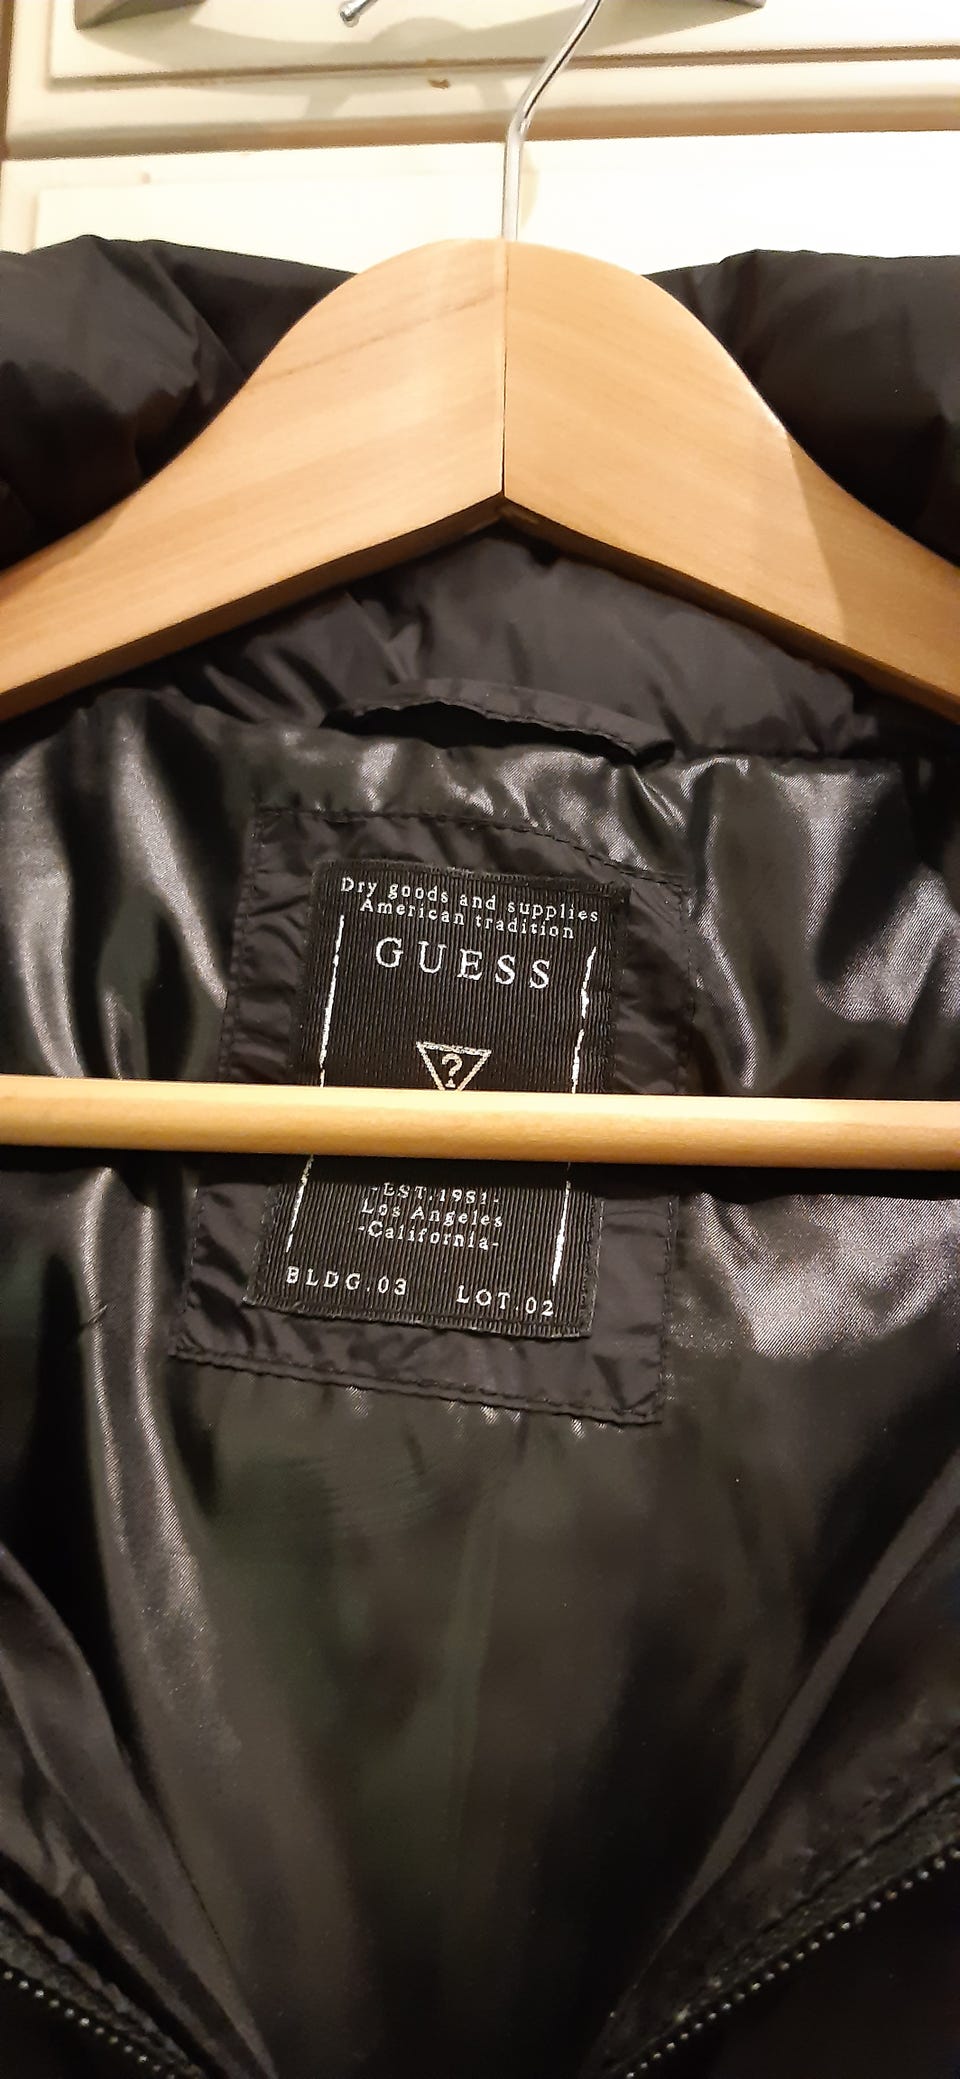 Dry goods and supplies
American tradition
GUESS
?
-EST.1981-
Los Angeles
-California-
BLDG.03 LOT.02